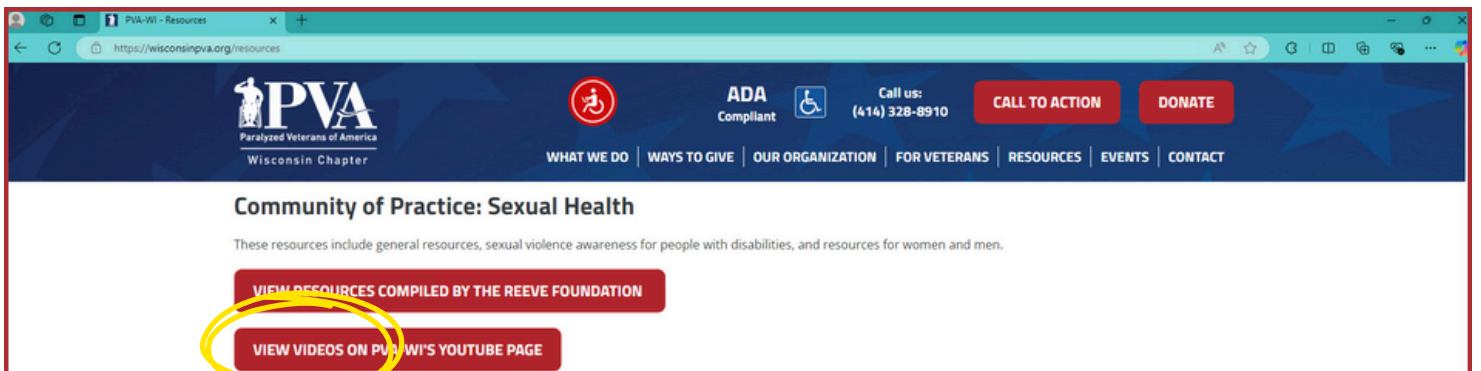 PVA-WI - Resources
https://wisconsinpva.org/resources
PVA
Paralyzed Veterans of America
Wisconsin Chapter
ADA
Compliant
Call us:
(414) 328-8910
CALL TO ACTION
DONATE
WHAT WE DO | WAYS TO GIVE | OUR ORGANIZATION | FOR VETERANS | RESOURCES | EVENTS | CONTACT
Community of Practice: Sexual Health
These resources include general resources, sexual violence awareness for people with disabilities, and resources for women and men.
VIEW RESOURCES COMPILED BY THE REEVE FOUNDATION
VIEW VIDEOS ON PVA-WI'S YOUTUBE PAGE